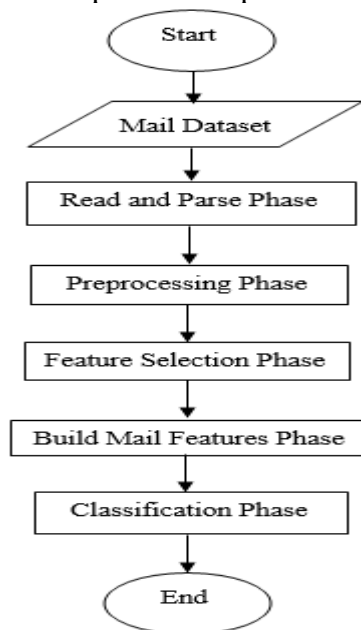 Start
Mail Dataset
Read and Parse Phase
Preprocessing Phase
Feature Selection Phase
Build Mail Features Phase
Classification Phase
End